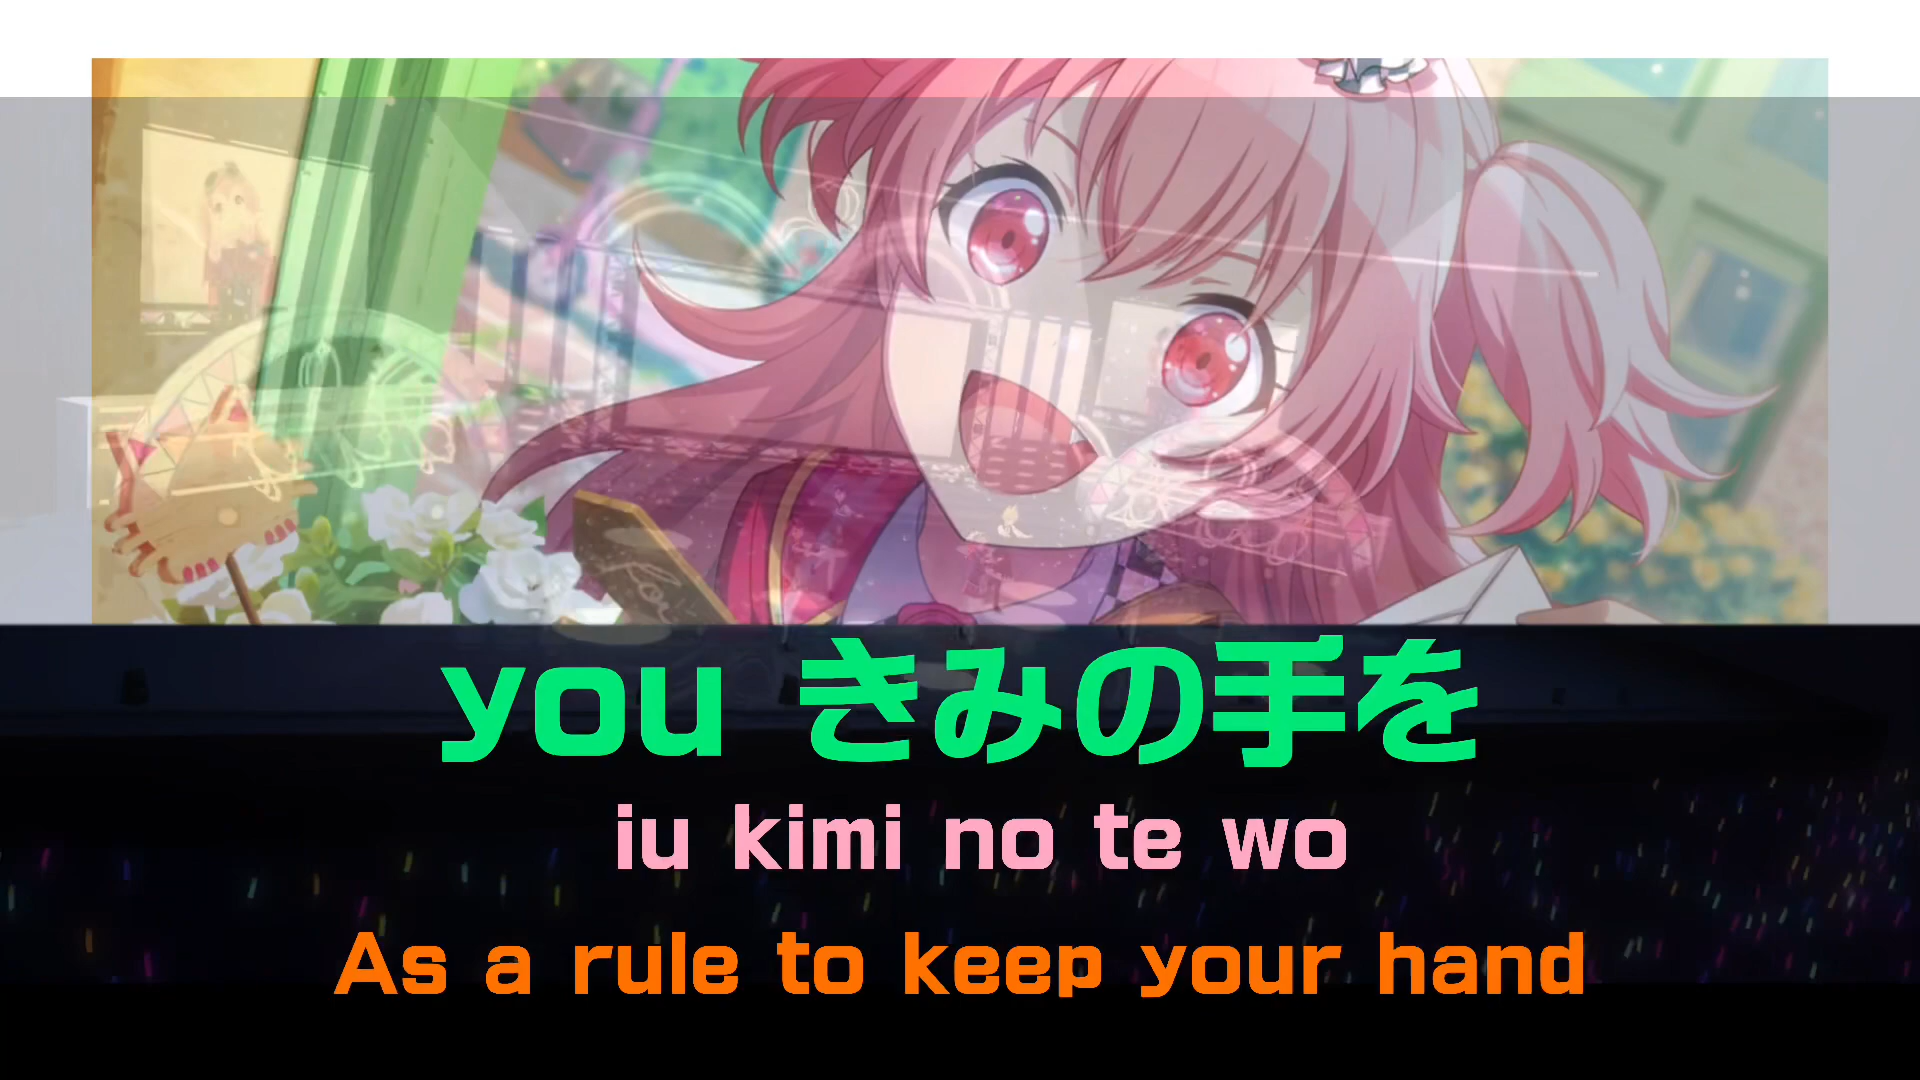 you きみの手を
iu kimi no te wo
As a rule to keep your hand